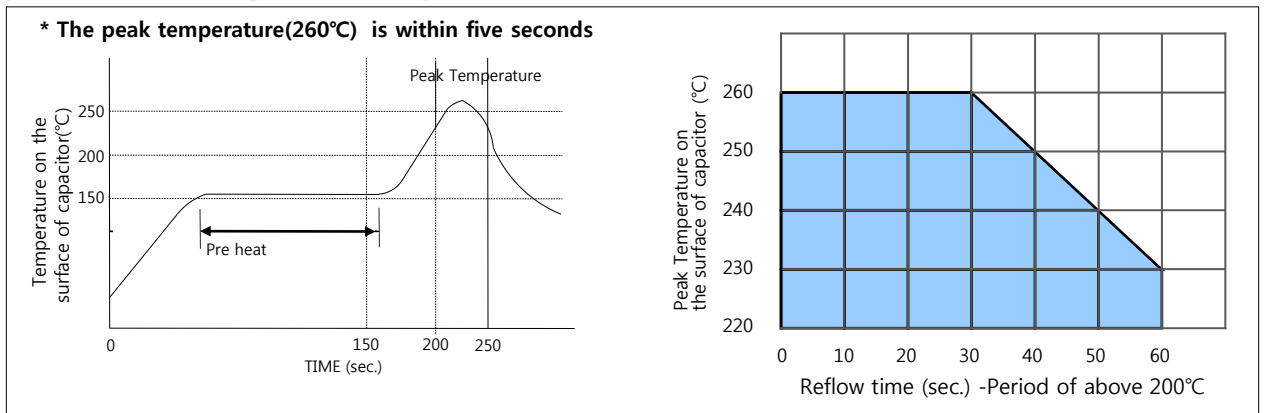 * The peak temperature(260℃)  is within five seconds
Temperature on the
surface of capacitor(℃)
250
200
150
Peak Temperature
Pre heat
0
150
200
250
TIME (sec.)
Peak Temperature on
the surface of capacitor (℃)
260
250
240
230
220
0
10
20
30
40
50
60
Reflow time (sec.) -Period of above 200℃